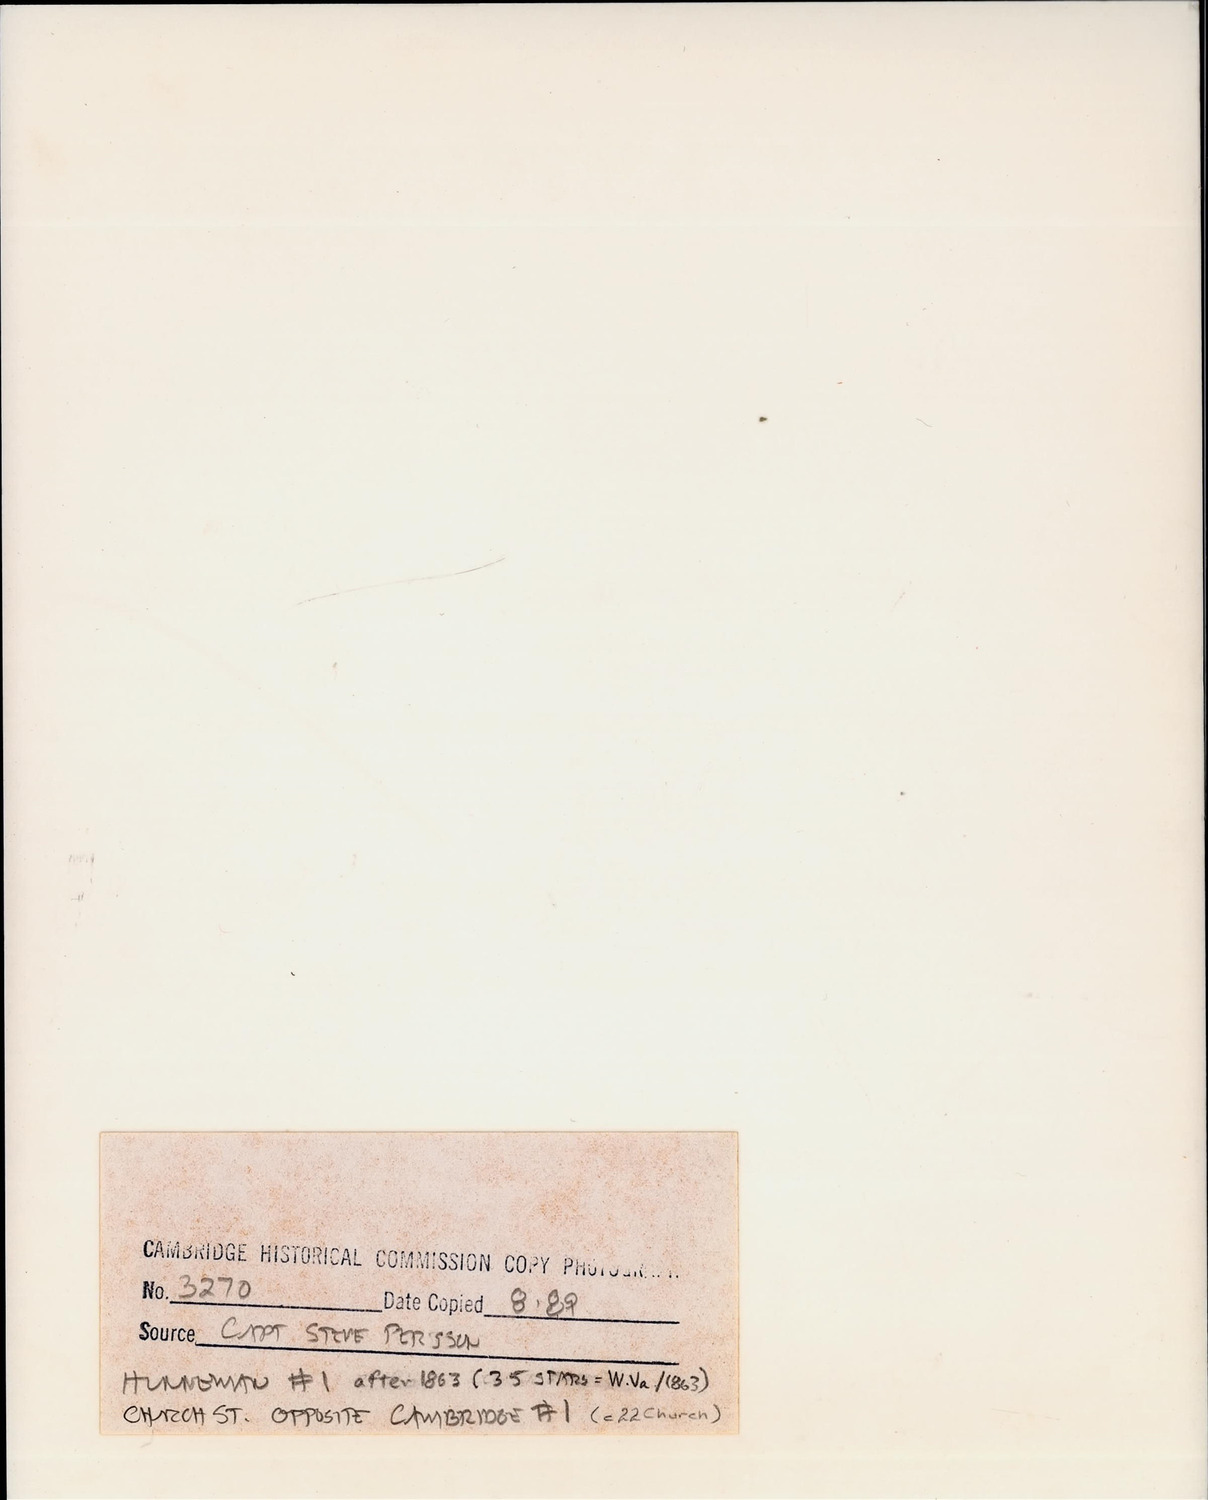 CAMBRIDGE HISTORICAL COMMISSION COPY PHOTOGRAPH
No. 3270 Date Copied 8.89
Source CAPT STEVE PERSSON
HUNNEMAN #1 after 1863 (35 STARS = W.Va/1863)
CHURCH ST. OPPOSITE CAMBRIDGE #1 (c 22 Church)